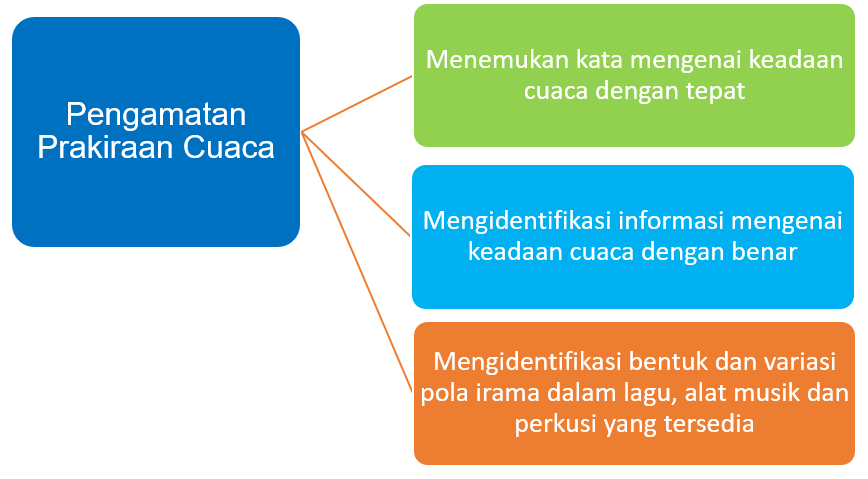 Pengamatan
Prakiraan Cuaca
Menemukan kata mengenai keadaan
cuaca dengan tepat
Mengidentifikasi informasi mengenai
keadaan cuaca dengan benar
Mengidentifikasi bentuk dan variasi
pola irama dalam lagu, alat musik dan
perkusi yang tersedia